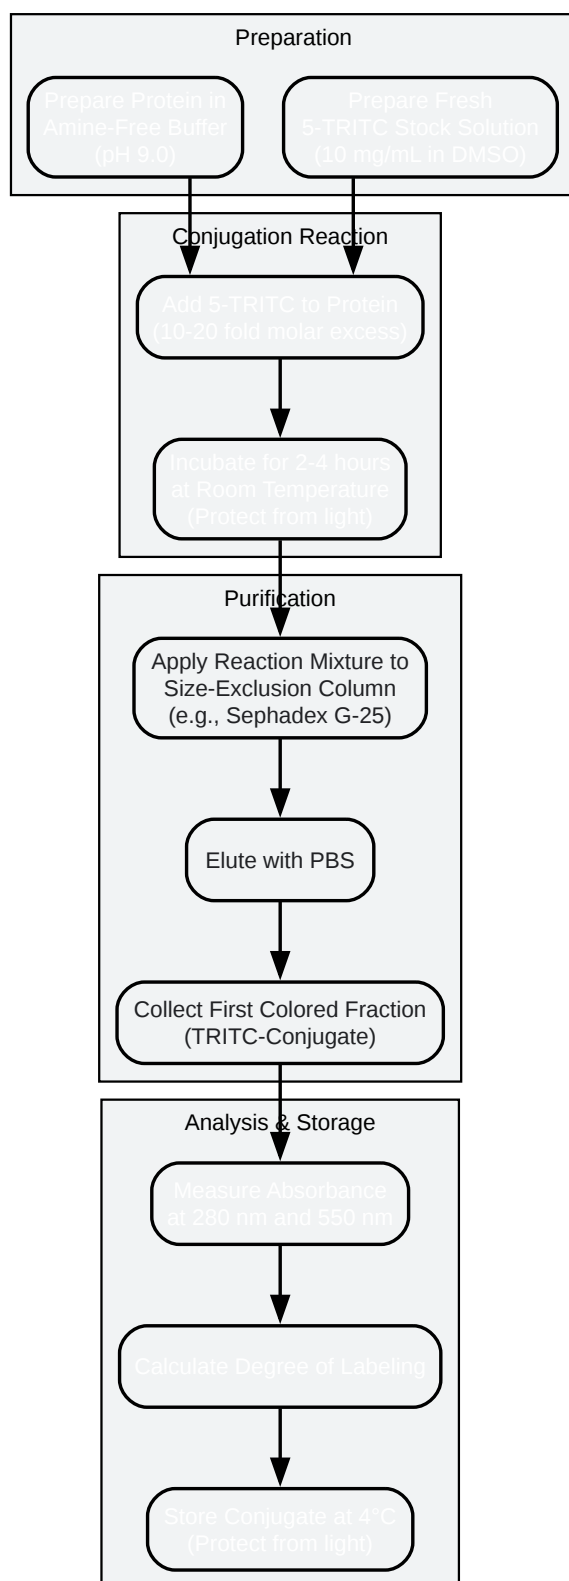 Preparation
Prepare Protein in
Amine-Free Buffer
(pH 9.0)
Prepare Fresh
5-TRITC Stock Solution
(10 mg/mL in DMSO)
Conjugation Reaction
Add 5-TRITC to Protein
(10-20 fold molar excess)
Incubate for 2-4 hours
at Room Temperature
(Protect from light)
Purification
Apply Reaction Mixture to
Size-Exclusion Column
(e.g., Sephadex G-25)
Elute with PBS
Collect First Colored Fraction
(TRITC-Conjugate)
Analysis & Storage
Measure Absorbance
at 280 nm and 550 nm
Calculate Degree of Labeling
Store Conjugate at 4°C
(Protect from light)